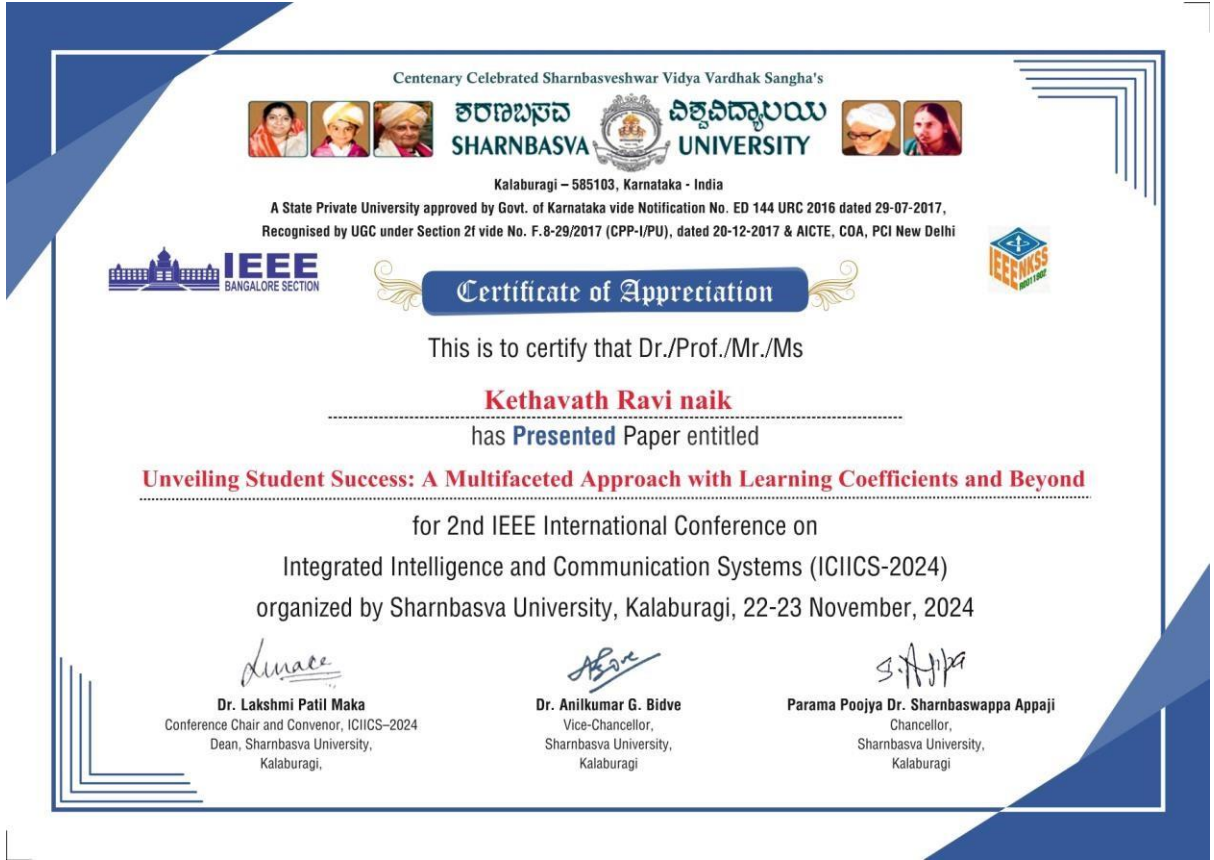 Centenary Celebrated Sharnbasveshwar Vidya Vardhak Sangha's
ಶರಣಬಸವ ವಿಶ್ವವಿದ್ಯಾಲಯ
SHARNBASVA UNIVERSITY
Kalaburagi – 585103, Karnataka - India
A State Private University approved by Govt. of Karnataka vide Notification No. ED 144 URC 2016 dated 29-07-2017,
Recognised by UGC under Section 2f vide No. F.8-29/2017 (CPP-I/PU), dated 20-12-2017 & AICTE, COA, PCI New Delhi
IEEE
BANGALORE SECTION
IEEENKSS
Certificate of Appreciation
This is to certify that Dr./Prof./Mr./Ms
Kethavath Ravi naik
has Presented Paper entitled
Unveiling Student Success: A Multifaceted Approach with Learning Coefficients and Beyond
for 2nd IEEE International Conference on
Integrated Intelligence and Communication Systems (ICIICS-2024)
organized by Sharnbasva University, Kalaburagi, 22-23 November, 2024
Dr. Lakshmi Patil Maka
Conference Chair and Convenor, ICIICS–2024
Dean, Sharnbasva University,
Kalaburagi,
Dr. Anilkumar G. Bidve
Vice-Chancellor,
Sharnbasva University,
Kalaburagi
Parama Poojya Dr. Sharnbaswappa Appaji
Chancellor,
Sharnbasva University,
Kalaburagi